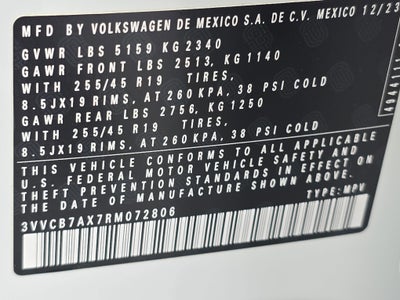 MFD BY VOLKSWAGEN DE MEXICO S.A. DE C.V. MEXICO 12/23
GVWR LBS 5159 KG 2340
GAWR FRONT LBS 2513, KG 1140
WITH 255/45 R19 TIRES,
8.5JX19 RIMS, AT 260 KPA, 38 PSI COLD
GAWR REAR LBS 2756, KG 1250
WITH 255/45 R19 TIRES,
8.5JX19 RIMS, AT 260 KPA, 38 PSI COLD
THIS VEHICLE CONFORMS TO ALL APPLICABLE
U.S. FEDERAL MOTOR VEHICLE SAFETY AND
THEFT PREVENTION STANDARDS IN EFFECT ON
THE DATE OF MANUFACTURE SHOWN ABOVE.
3VVCB7AX7RM072806 TYPE: MPV